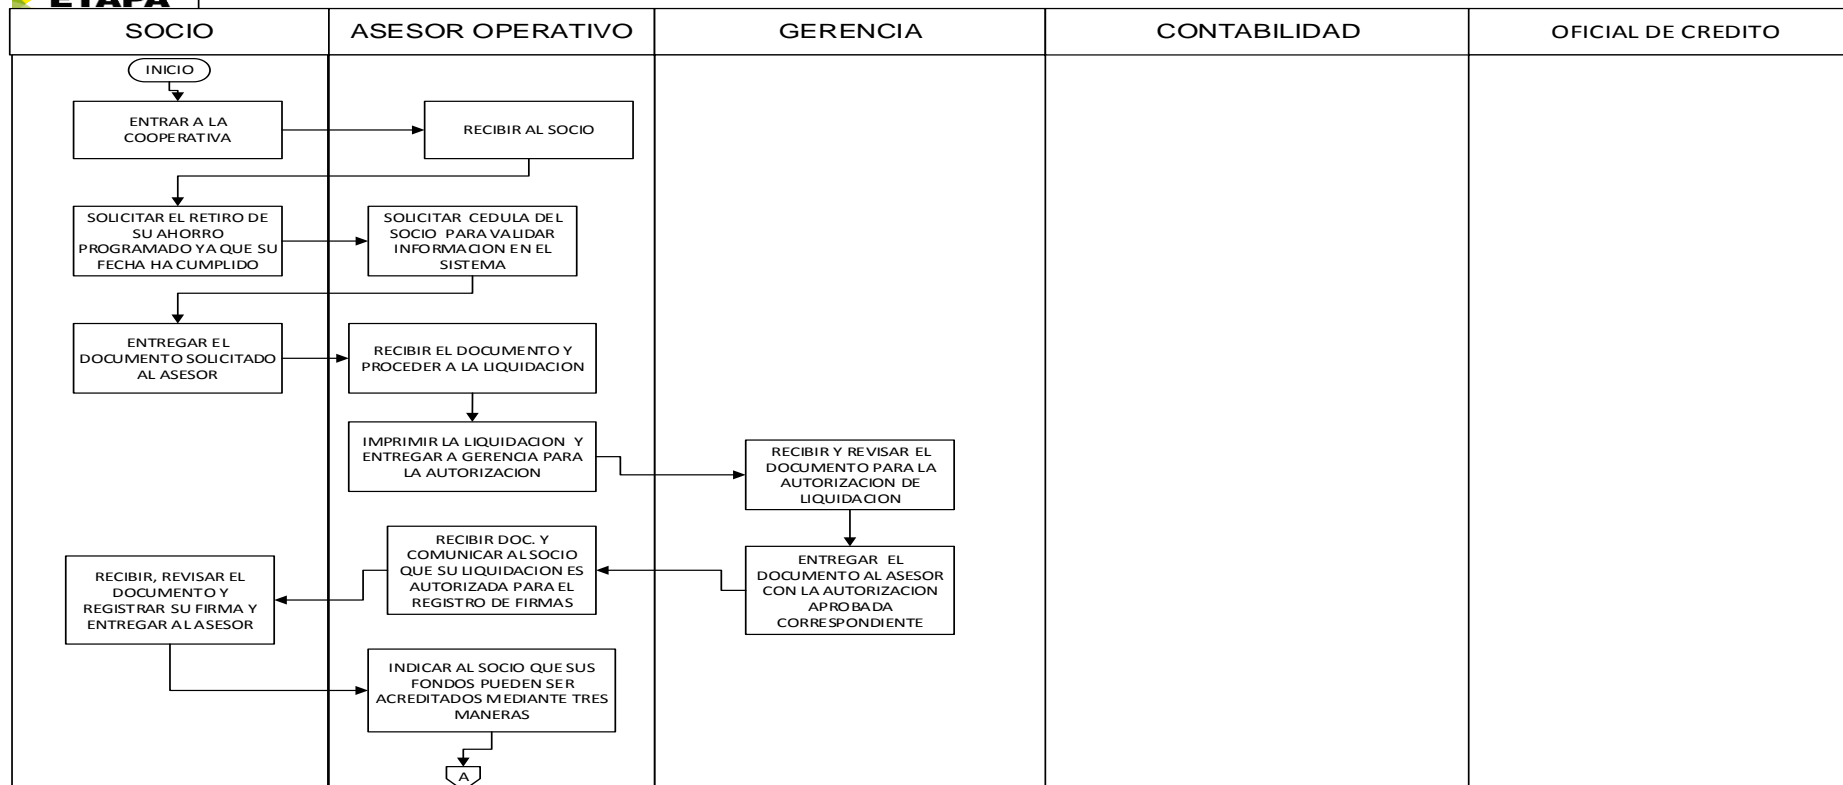 ETAPA
SOCIO
ASESOR OPERATIVO
GERENCIA
CONTABILIDAD
OFICIAL DE CREDITO
INICIO
ENTRAR A LA
COOPERATIVA
RECIBIR AL SOCIO
SOLICITAR EL RETIRO DE
SU AHORRO
PROGRAMADO YA QUE SU
FECHA HA CUMPLIDO
SOLICITAR CEDULA DEL
SOCIO PARA VALIDAR
INFORMACION EN EL
SISTEMA
ENTREGAR EL
DOCUMENTO SOLICITADO
AL ASESOR
RECIBIR EL DOCUMENTO Y
PROCEDER A LA LIQUIDACION
IMPRIMIR LA LIQUIDACION Y
ENTREGAR A GERENCIA PARA
LA AUTORIZACION
RECIBIR Y REVISAR EL
DOCUMENTO PARA LA
AUTORIZACION DE
LIQUIDACION
ENTREGAR EL
DOCUMENTO AL ASESOR
CON LA AUTORIZACION
APROBADA
CORRESPONDIENTE
RECIBIR DOC. Y
COMUNICAR AL SOCIO
QUE SU LIQUIDACION ES
AUTORIZADA PARA EL
REGISTRO DE FIRMAS
RECIBIR, REVISAR EL
DOCUMENTO Y
REGISTRAR SU FIRMA Y
ENTREGAR AL ASESOR
INDICAR AL SOCIO QUE SUS
FONDOS PUEDEN SER
ACREDITADOS MEDIANTE TRES
MANERAS
A